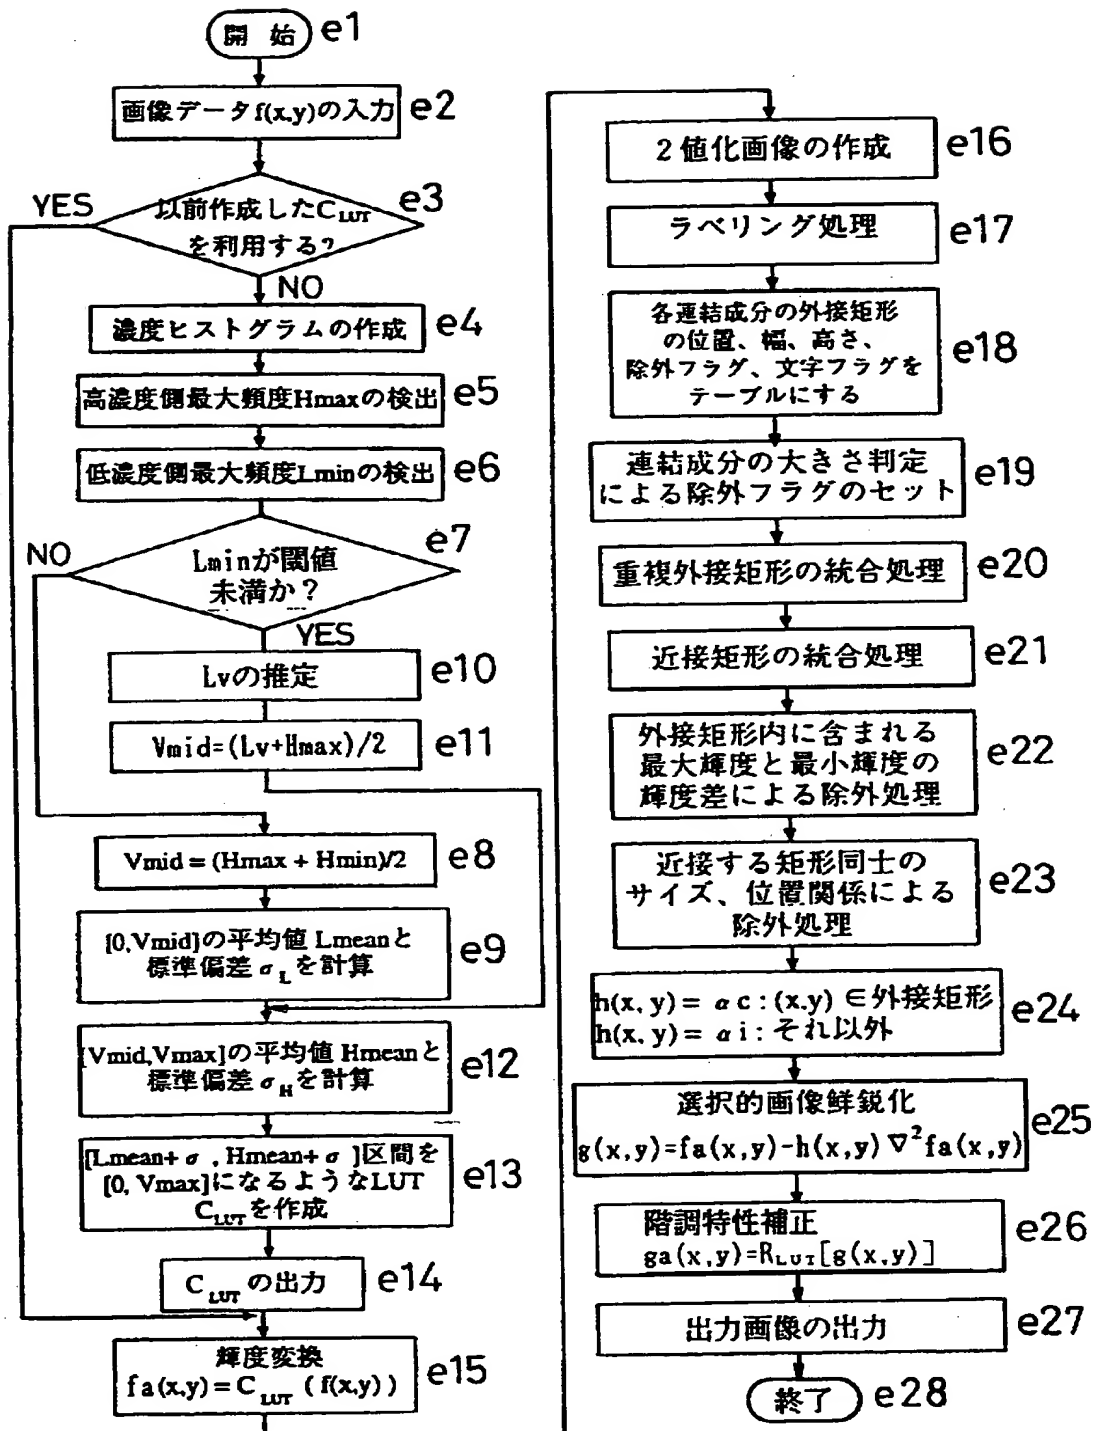 開 始 e1
画像データf(x,y)の入力 e2
以前作成したCLUT
を利用する? e3
YES
NO
濃度ヒストグラムの作成 e4
高濃度側最大頻度Hmaxの検出 e5
低濃度側最大頻度Lminの検出 e6
Lminが閾値
未満か? e7
NO
YES
Lvの推定 e10
Vmid=(Lv+Hmax)/2 e11
Vmid = (Hmax + Hmin)/2 e8
[0,Vmid]の平均値 Lmeanと
標準偏差 σLを計算 e9
[Vmid,Vmax]の平均値 Hmeanと
標準偏差 σHを計算 e12
[Lmean+ σ , Hmean+ σ ]区間を
[0, Vmax]になるようなLUT
CLUTを作成 e13
CLUT の出力 e14
輝度変換
fa(x,y) = CLUT ( f(x,y) ) e15
2値化画像の作成 e16
ラベリング処理 e17
各連結成分の外接矩形
の位置、幅、高さ、
除外フラグ、文字フラグを
テーブルにする e18
連結成分の大きさ判定
による除外フラグのセット e19
重複外接矩形の統合処理 e20
近接矩形の統合処理 e21
外接矩形内に含まれる
最大輝度と最小輝度の
輝度差による除外処理 e22
近接する矩形同士の
サイズ、位置関係による
除外処理 e23
h(x, y) = αc : (x.y) ∈外接矩形
h(x, y) = αi : それ以外 e24
選択的画像鮮鋭化
g(x,y)=fa(x,y)-h(x,y)∇²fa(x,y) e25
階調特性補正
ga(x,y)=RLUT[g(x,y)] e26
出力画像の出力 e27
終了 e28